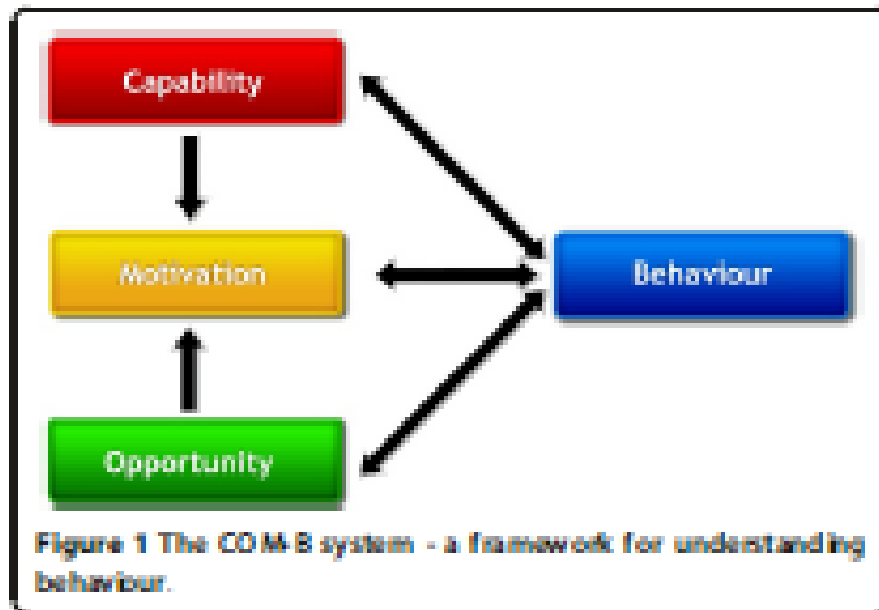 Capability
Motivation
Behaviour
Opportunity
Figure 1 The COM-B system - a framework for understanding
behaviour.